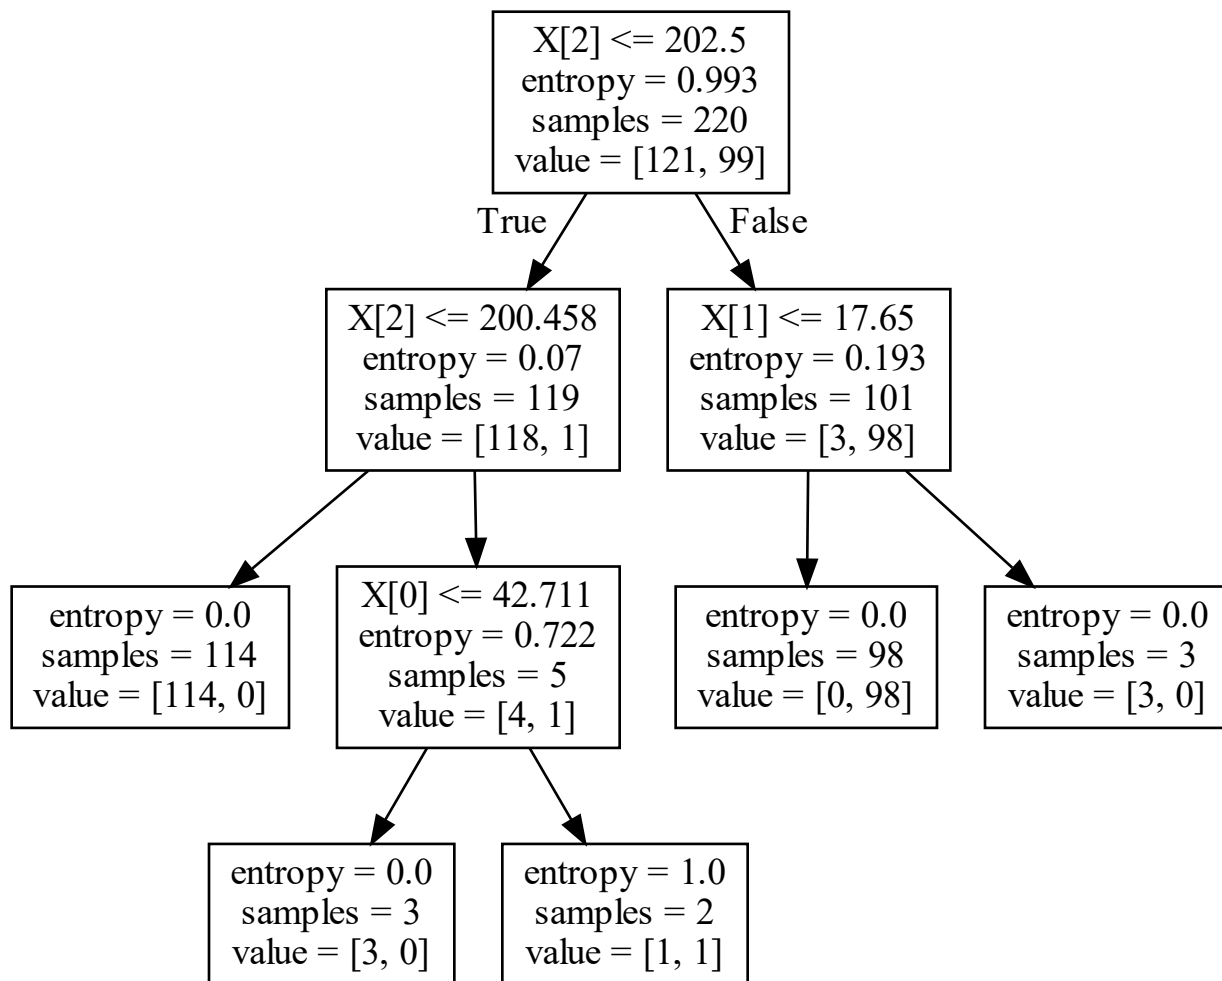 X[2] <= 202.5
entropy = 0.993
samples = 220
value = [121, 99]
True
False
X[2] <= 200.458
entropy = 0.07
samples = 119
value = [118, 1]
X[1] <= 17.65
entropy = 0.193
samples = 101
value = [3, 98]
entropy = 0.0
samples = 114
value = [114, 0]
X[0] <= 42.711
entropy = 0.722
samples = 5
value = [4, 1]
entropy = 0.0
samples = 98
value = [0, 98]
entropy = 0.0
samples = 3
value = [3, 0]
entropy = 0.0
samples = 3
value = [3, 0]
entropy = 1.0
samples = 2
value = [1, 1]